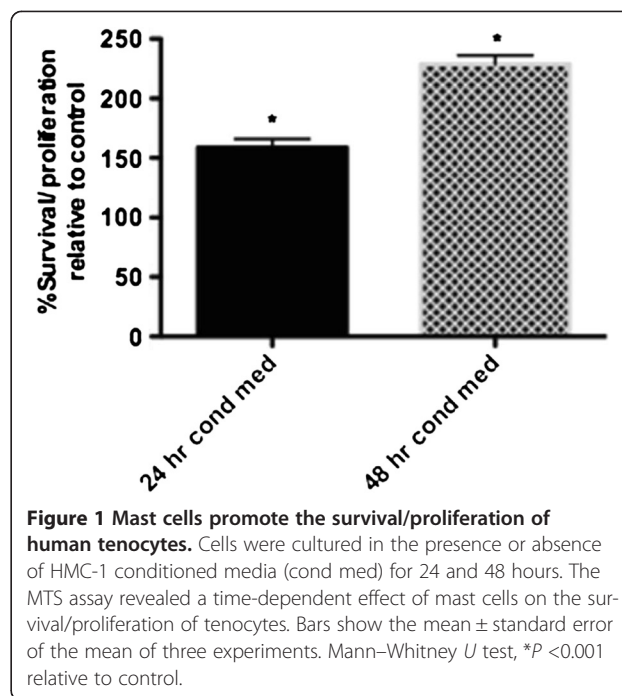 %Survival/proliferation
relative to control
250
200
150
100
50
0
*
*
24 hr cond med
48 hr cond med
Figure 1 Mast cells promote the survival/proliferation of
human tenocytes. Cells were cultured in the presence or absence
of HMC-1 conditioned media (cond med) for 24 and 48 hours. The
MTS assay revealed a time-dependent effect of mast cells on the sur-
vival/proliferation of tenocytes. Bars show the mean ± standard error
of the mean of three experiments. Mann–Whitney U test, *P <0.001
relative to control.